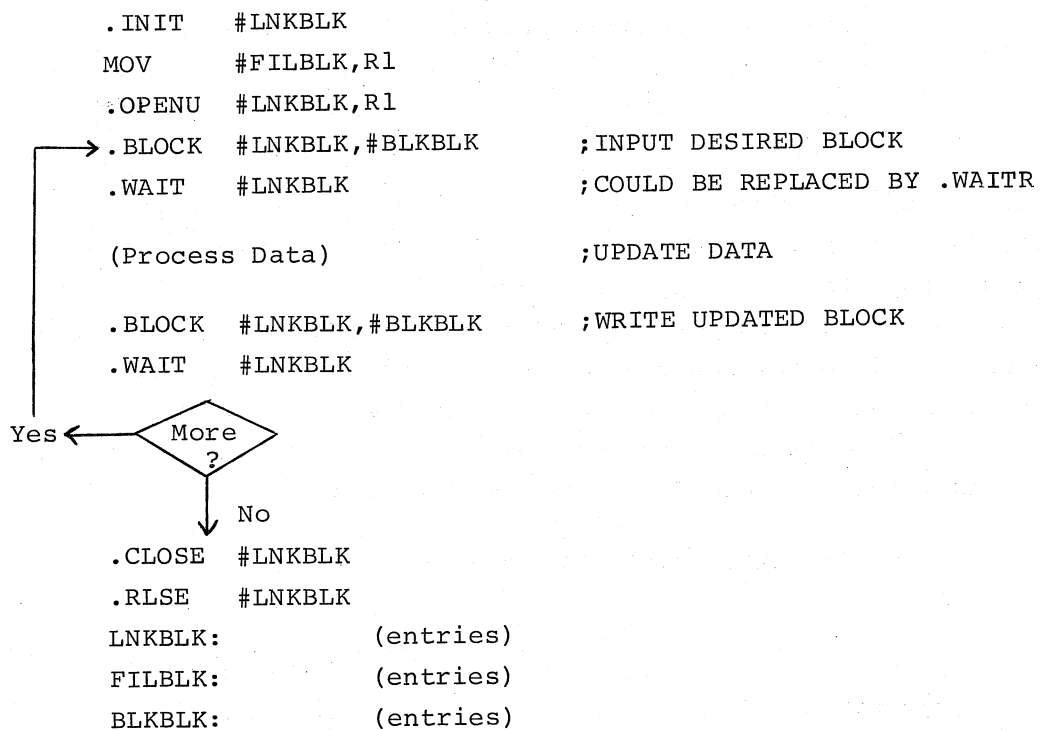 .INIT #LNKBLK
MOV #FILBLK,R1
.OPENU #LNKBLK,R1
.BLOCK #LNKBLK,#BLKBLK ;INPUT DESIRED BLOCK
.WAIT #LNKBLK ;COULD BE REPLACED BY .WAITR
(Process Data) ;UPDATE DATA
.BLOCK #LNKBLK,#BLKBLK ;WRITE UPDATED BLOCK
.WAIT #LNKBLK
Yes More
?
No
.CLOSE #LNKBLK
.RLSE #LNKBLK
LNKBLK: (entries)
FILBLK: (entries)
BLKBLK: (entries)